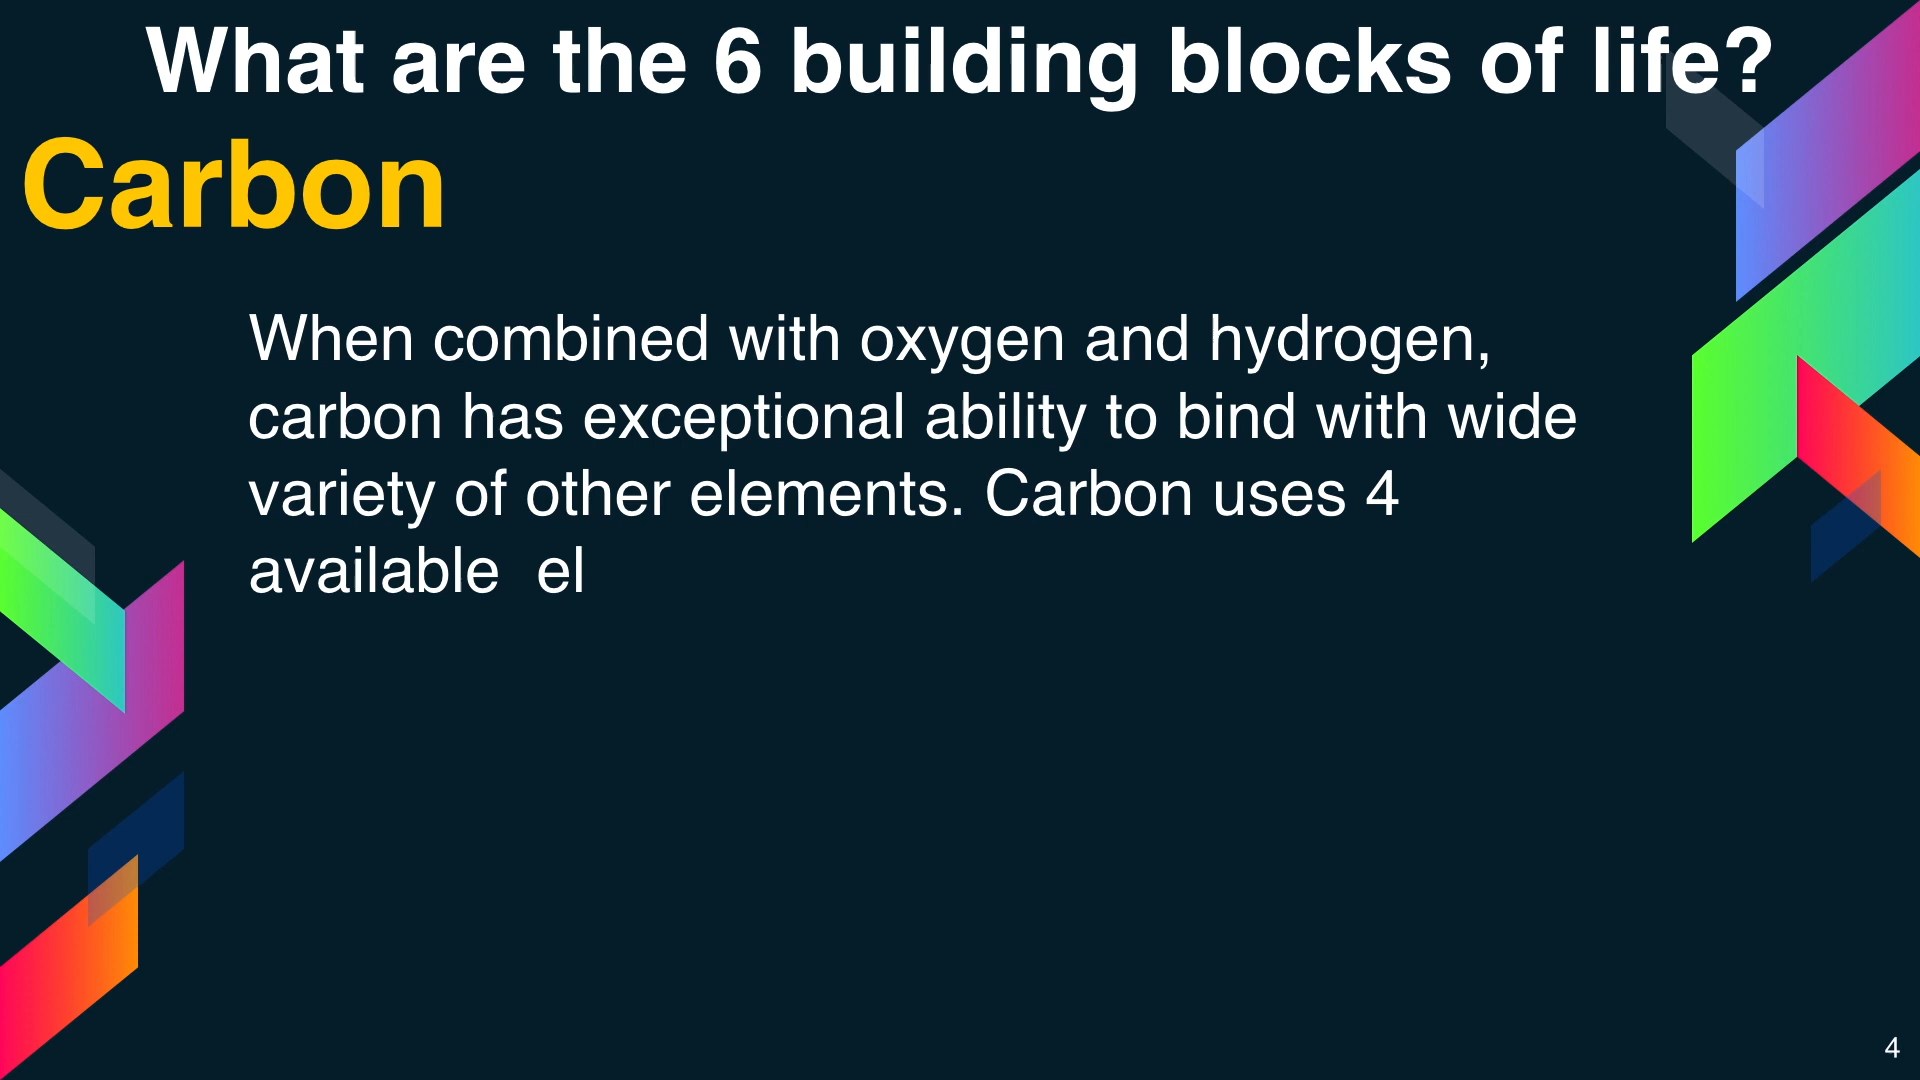 What are the 6 building blocks of life?
Carbon
When combined with oxygen and hydrogen,
carbon has exceptional ability to bind with wide
variety of other elements. Carbon uses 4
available  el
4